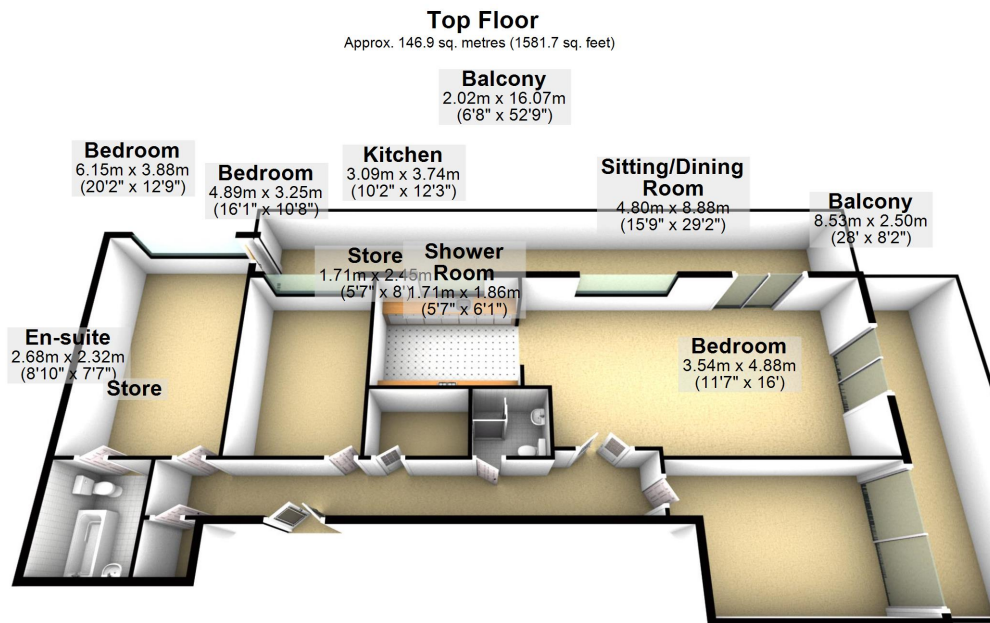 Top Floor
Approx. 146.9 sq. metres (1581.7 sq. feet)
Balcony
2.02m x 16.07m
(6'8" x 52'9")
Bedroom
6.15m x 3.88m
(20'2" x 12'9")
Bedroom
4.89m x 3.25m
(16'1" x 10'8")
Kitchen
3.09m x 3.74m
(10'2" x 12'3")
Sitting/Dining
Room
4.80m x 8.88m
(15'9" x 29'2")
Balcony
8.53m x 2.50m
(28' x 8'2")
Store
1.71m x 2.45m
(5'7" x 8')
Shower
Room
1.71m x 1.86m
(5'7" x 6'1")
En-suite
2.68m x 2.32m
(8'10" x 7'7")
Store
Bedroom
3.54m x 4.88m
(11'7" x 16')